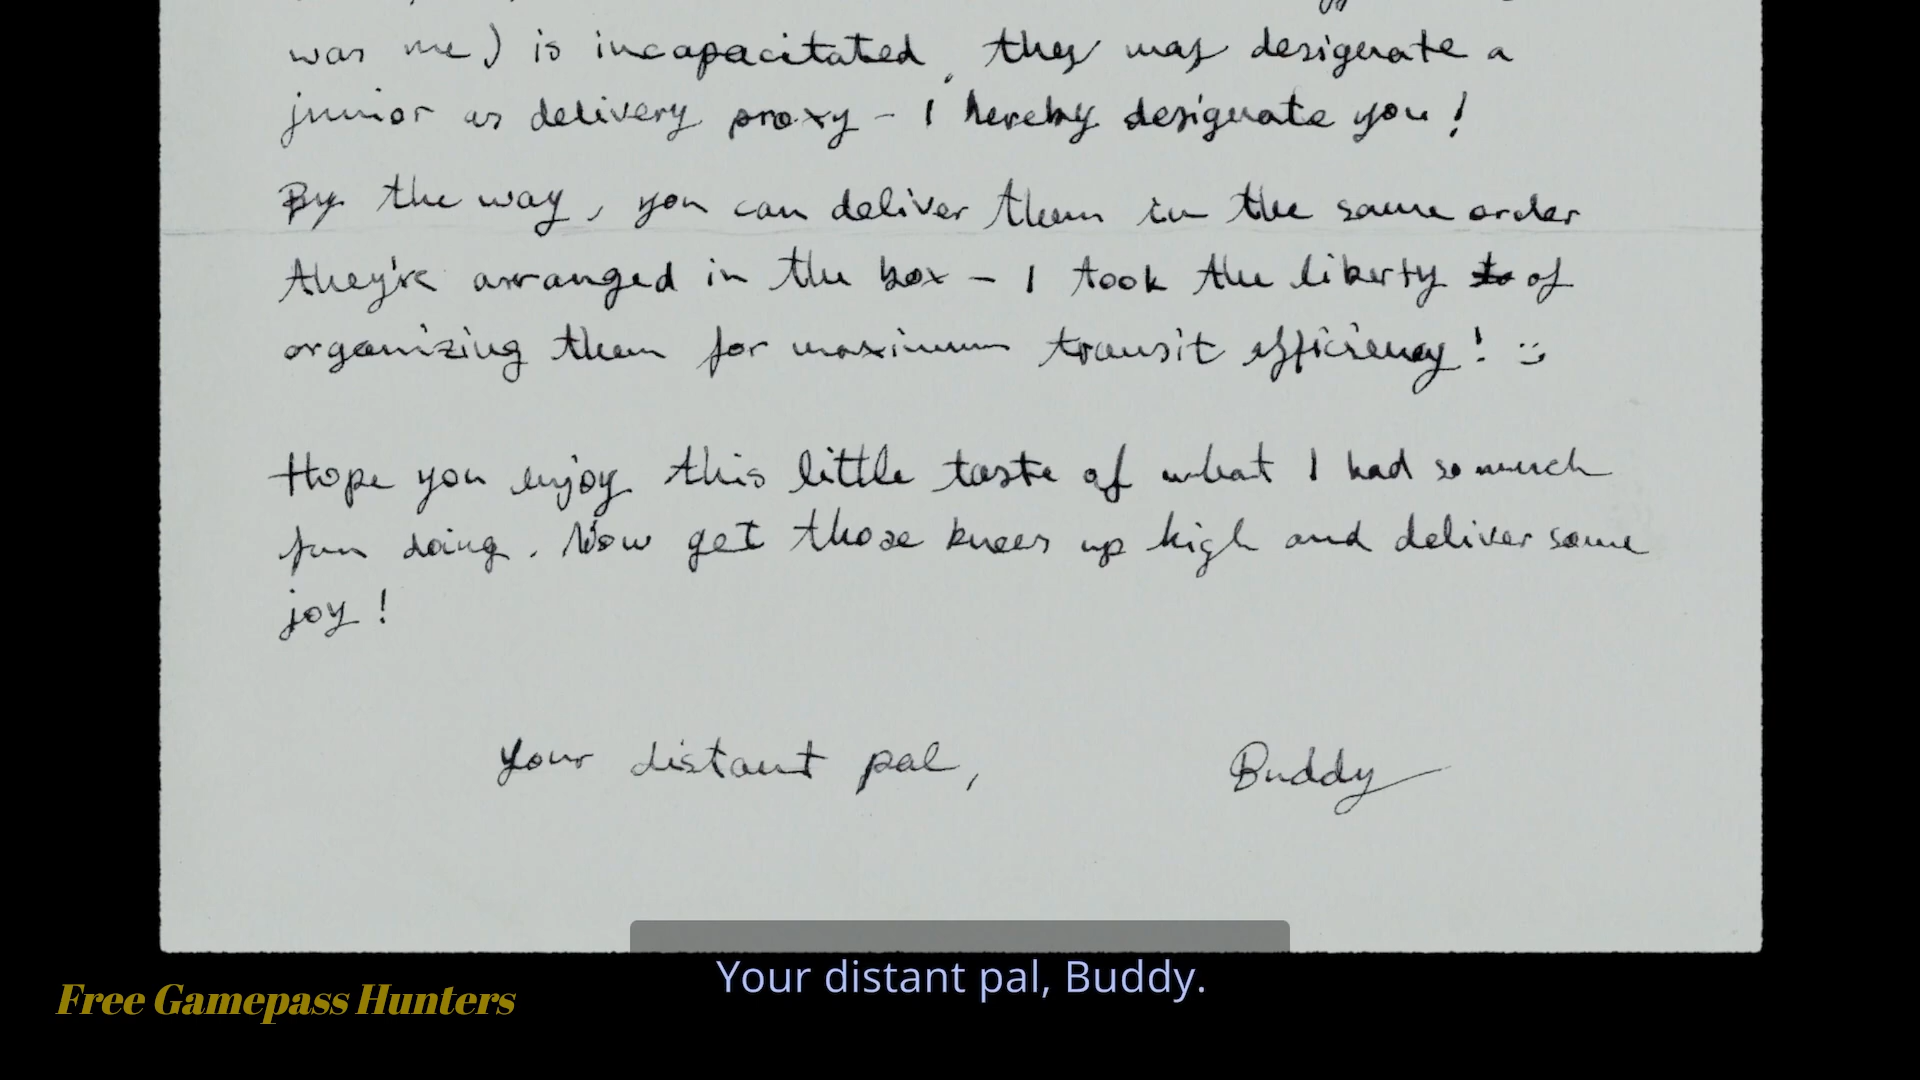 was me) is incapacitated, they may designate a
junior as delivery proxy - I hereby designate you!
By the way, you can deliver them in the same order
they're arranged in the box - I took the liberty to of
organizing them for maximum transit efficiency! :)
Hope you enjoy this little taste of what I had so much
fun doing. Now get those knees up high and deliver some
joy!
Your distant pal, Buddy
Your distant pal, Buddy.
Free Gamepass Hunters